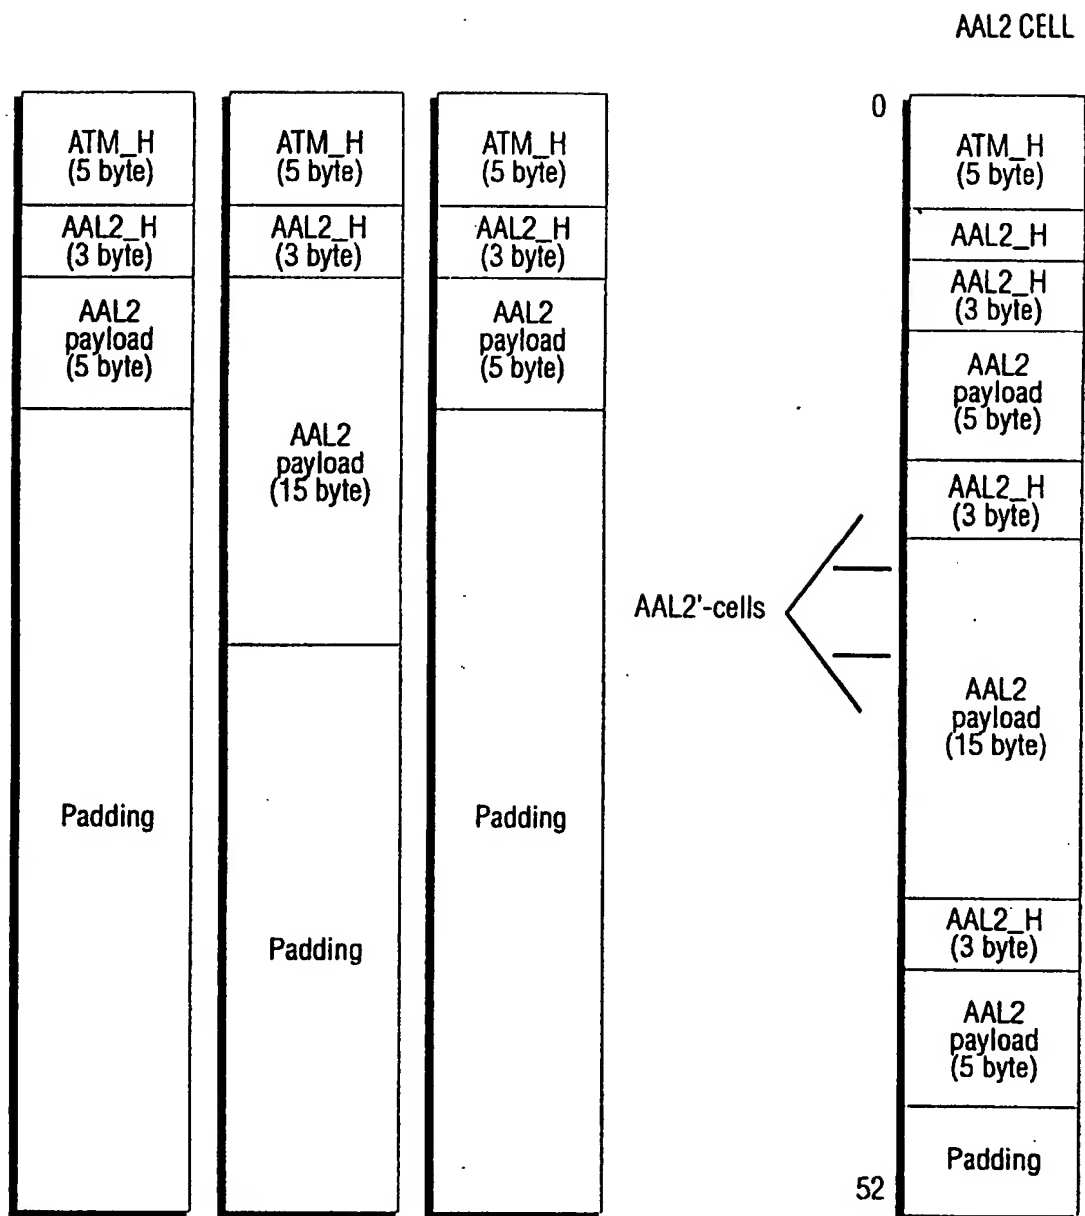 AAL2 CELL
ATM_H
(5 byte)
AAL2_H
(3 byte)
AAL2
payload
(5 byte)
Padding
ATM_H
(5 byte)
AAL2_H
(3 byte)
AAL2
payload
(15 byte)
Padding
ATM_H
(5 byte)
AAL2_H
(3 byte)
AAL2
payload
(5 byte)
Padding
AAL2'-cells
0
ATM_H
(5 byte)
AAL2_H
AAL2_H
(3 byte)
AAL2
payload
(5 byte)
AAL2_H
(3 byte)
AAL2
payload
(15 byte)
AAL2_H
(3 byte)
AAL2
payload
(5 byte)
Padding
52